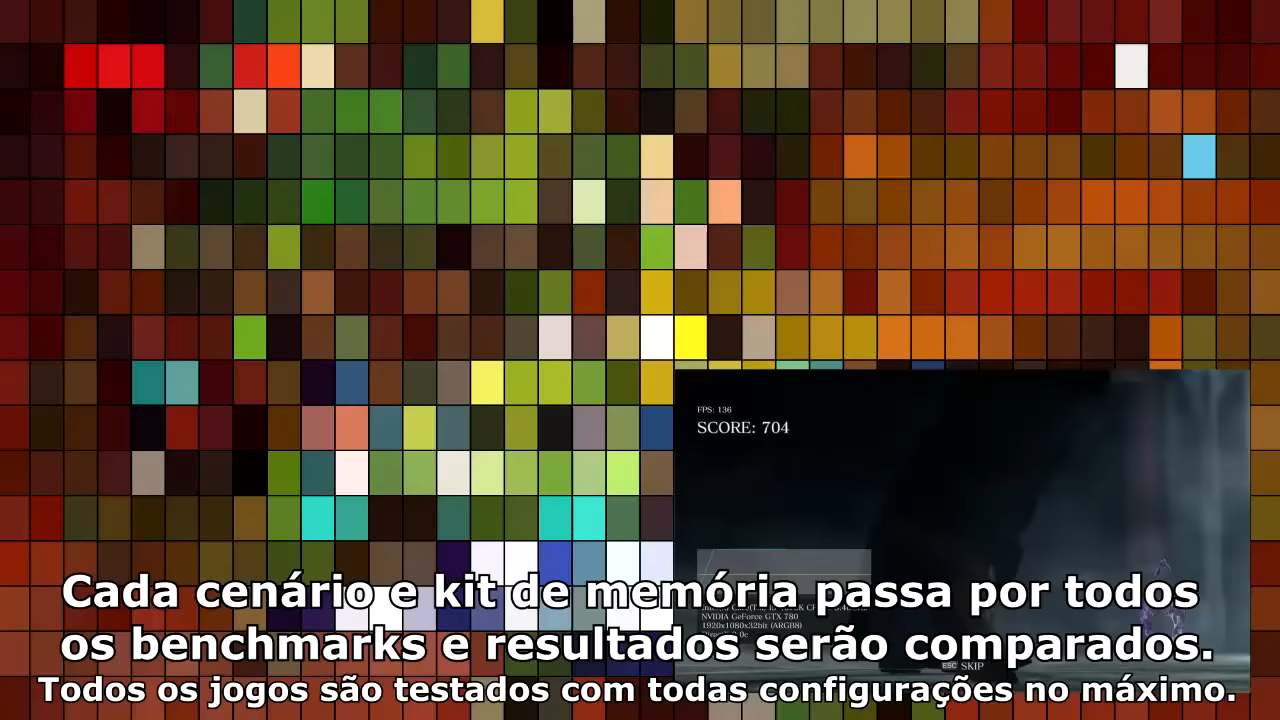 FPS: 136
SCORE: 704
Cada cenário e kit de memória passa por todos
NVIDIA GeForce GTX 780
1920x1080x32bit (ARGB8)
os benchmarks e resultados serão comparados.
ESC SKIP
Todos os jogos são testados com todas configurações no máximo.